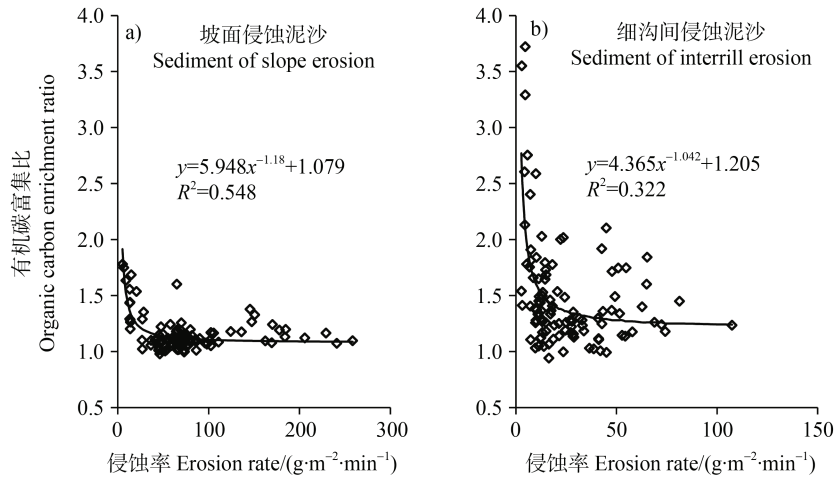 a)
坡面侵蚀泥沙
Sediment of slope erosion
y=5.948x⁻¹·¹⁸+1.079
R²=0.548
有机碳富集比
Organic carbon enrichment ratio
4.0
3.5
3.0
2.5
2.0
1.5
1.0
0.5
0
100
200
300
侵蚀率 Erosion rate/(g·m⁻²·min⁻¹)
b)
细沟间侵蚀泥沙
Sediment of interrill erosion
y=4.365x⁻¹·⁰⁴²+1.205
R²=0.322
4.0
3.5
3.0
2.5
2.0
1.5
1.0
0.5
0
50
100
150
侵蚀率 Erosion rate/(g·m⁻²·min⁻¹)